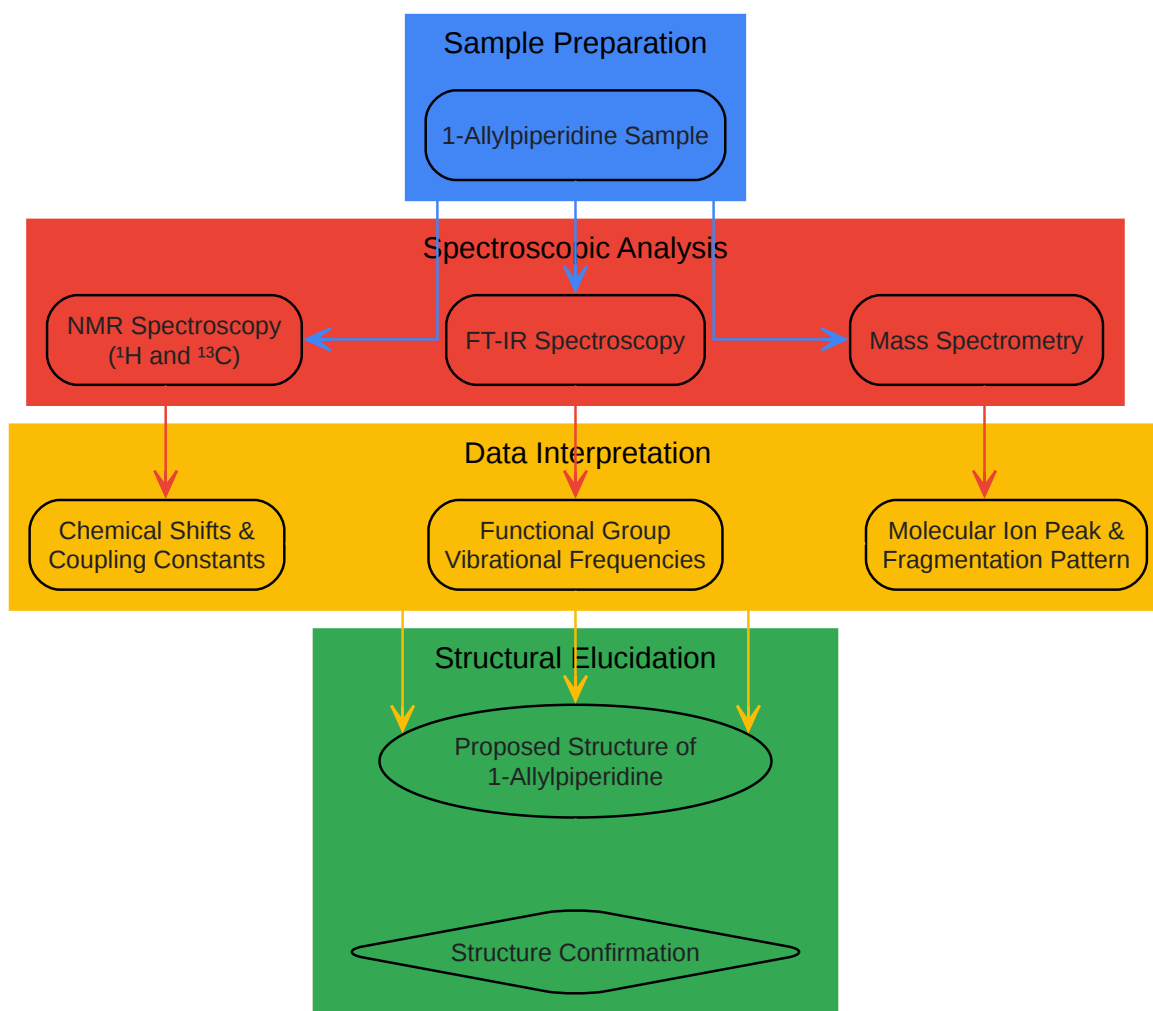 Sample Preparation
1-Allylpiperidine Sample
Spectroscopic Analysis
NMR Spectroscopy
(¹H and ¹³C)
FT-IR Spectroscopy
Mass Spectrometry
Data Interpretation
Chemical Shifts &
Coupling Constants
Functional Group
Vibrational Frequencies
Molecular Ion Peak &
Fragmentation Pattern
Structural Elucidation
Proposed Structure of
1-Allylpiperidine
Structure Confirmation